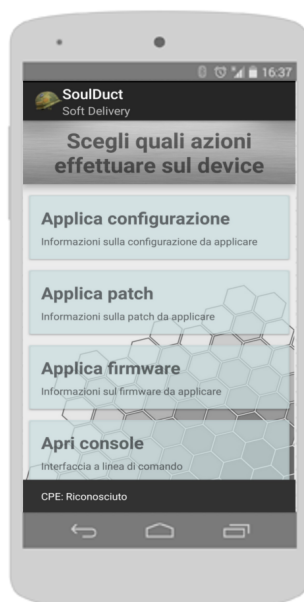 16:37
SoulDuct
Soft Delivery
Scegli quali azioni
effettuare sul device
Applica configurazione
Informazioni sulla configurazione da applicare
Applica patch
Informazioni sulla patch da applicare
Applica firmware
Informazioni sul firmware da applicare
Apri console
Interfaccia a linea di comando
CPE: Riconosciuto